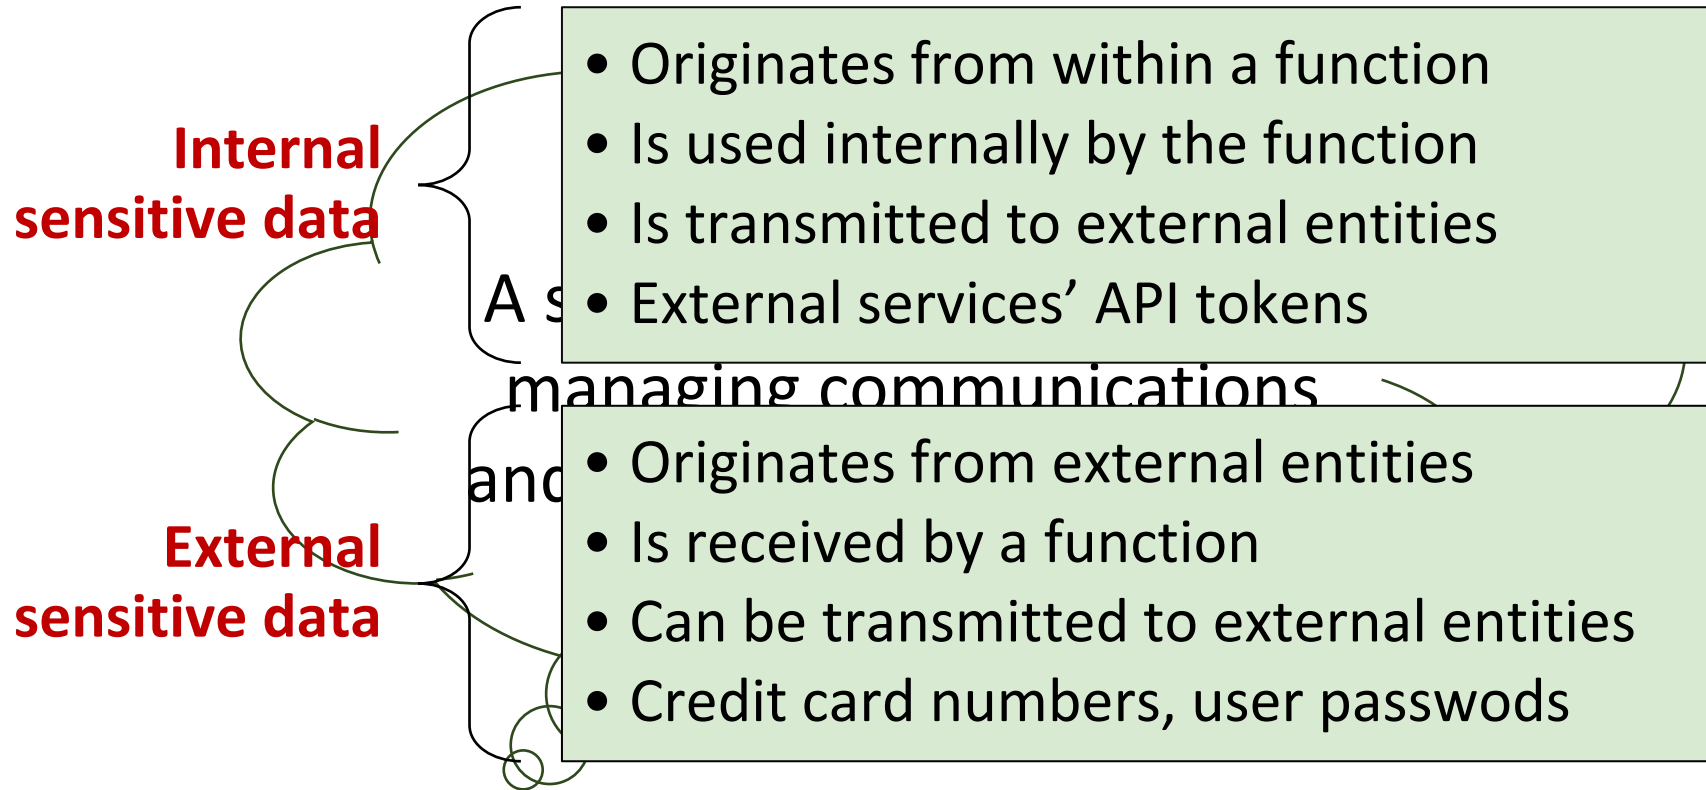 Internal
sensitive data
• Originates from within a function
• Is used internally by the function
• Is transmitted to external entities
• External services’ API tokens
A
managing communications
External
sensitive data
• Originates from external entities
• Is received by a function
• Can be transmitted to external entities
• Credit card numbers, user passwods